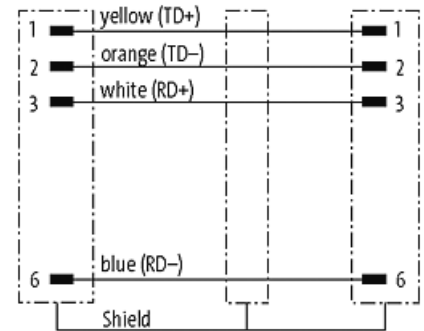 1 yellow (TD+) 1
2 orange (TD–) 2
3 white (RD+) 3
6 blue (RD–) 6
Shield